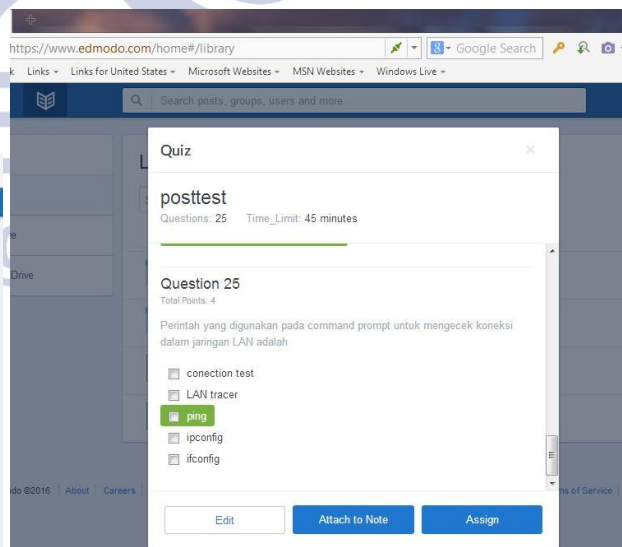 https://www.edmodo.com/home#/library
Google Search
Links
Links for United States
Microsoft Websites
MSN Websites
Windows Live
Search posts, groups, users and more
Quiz
posttest
Questions: 25 Time_Limit: 45 minutes
Drive
Question 25
Total Points: 4
Perintah yang digunakan pada command prompt untuk mengecek koneksi
dalam jaringan LAN adalah
conection test
LAN tracer
ping
ipconfig
ifconfig
©2016 About Careers
of Service
Edit
Attach to Note
Assign